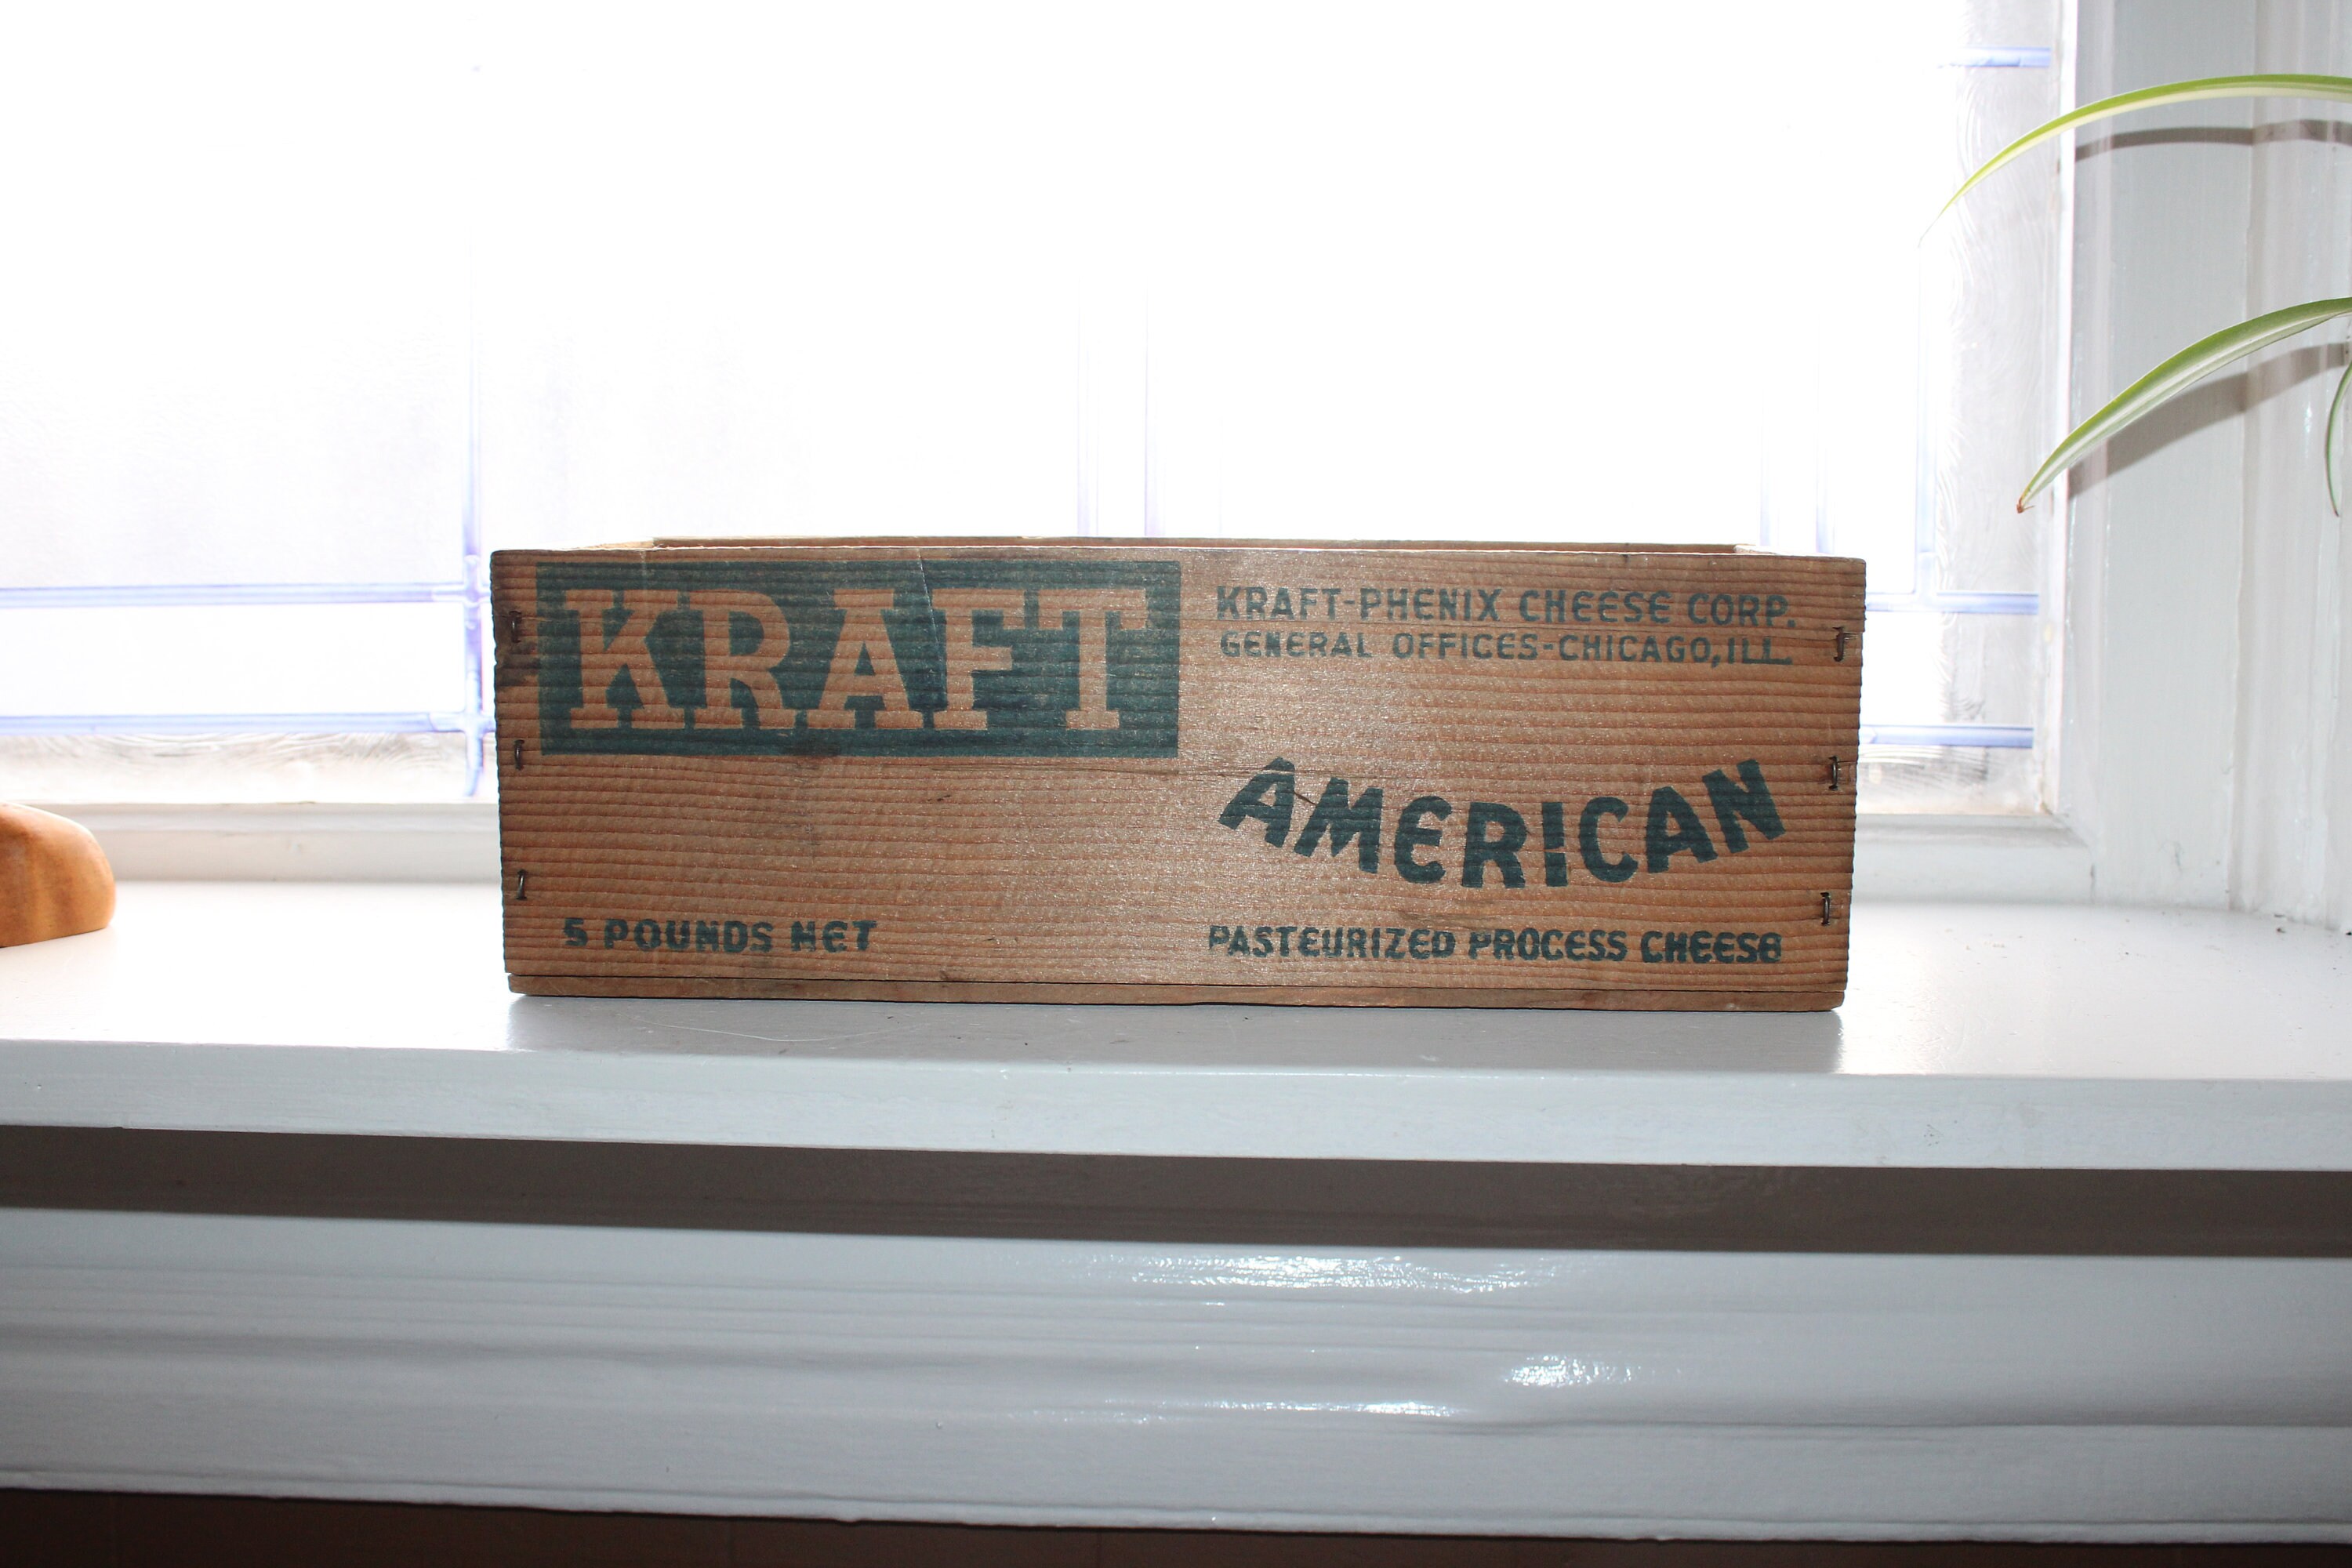 KRAFT
KRAFT-PHENIX CHEESE CORP.
GENERAL OFFICES-CHICAGO, ILL.
AMERICAN
5 POUNDS NET
PASTEURIZED PROCESS CHEESE